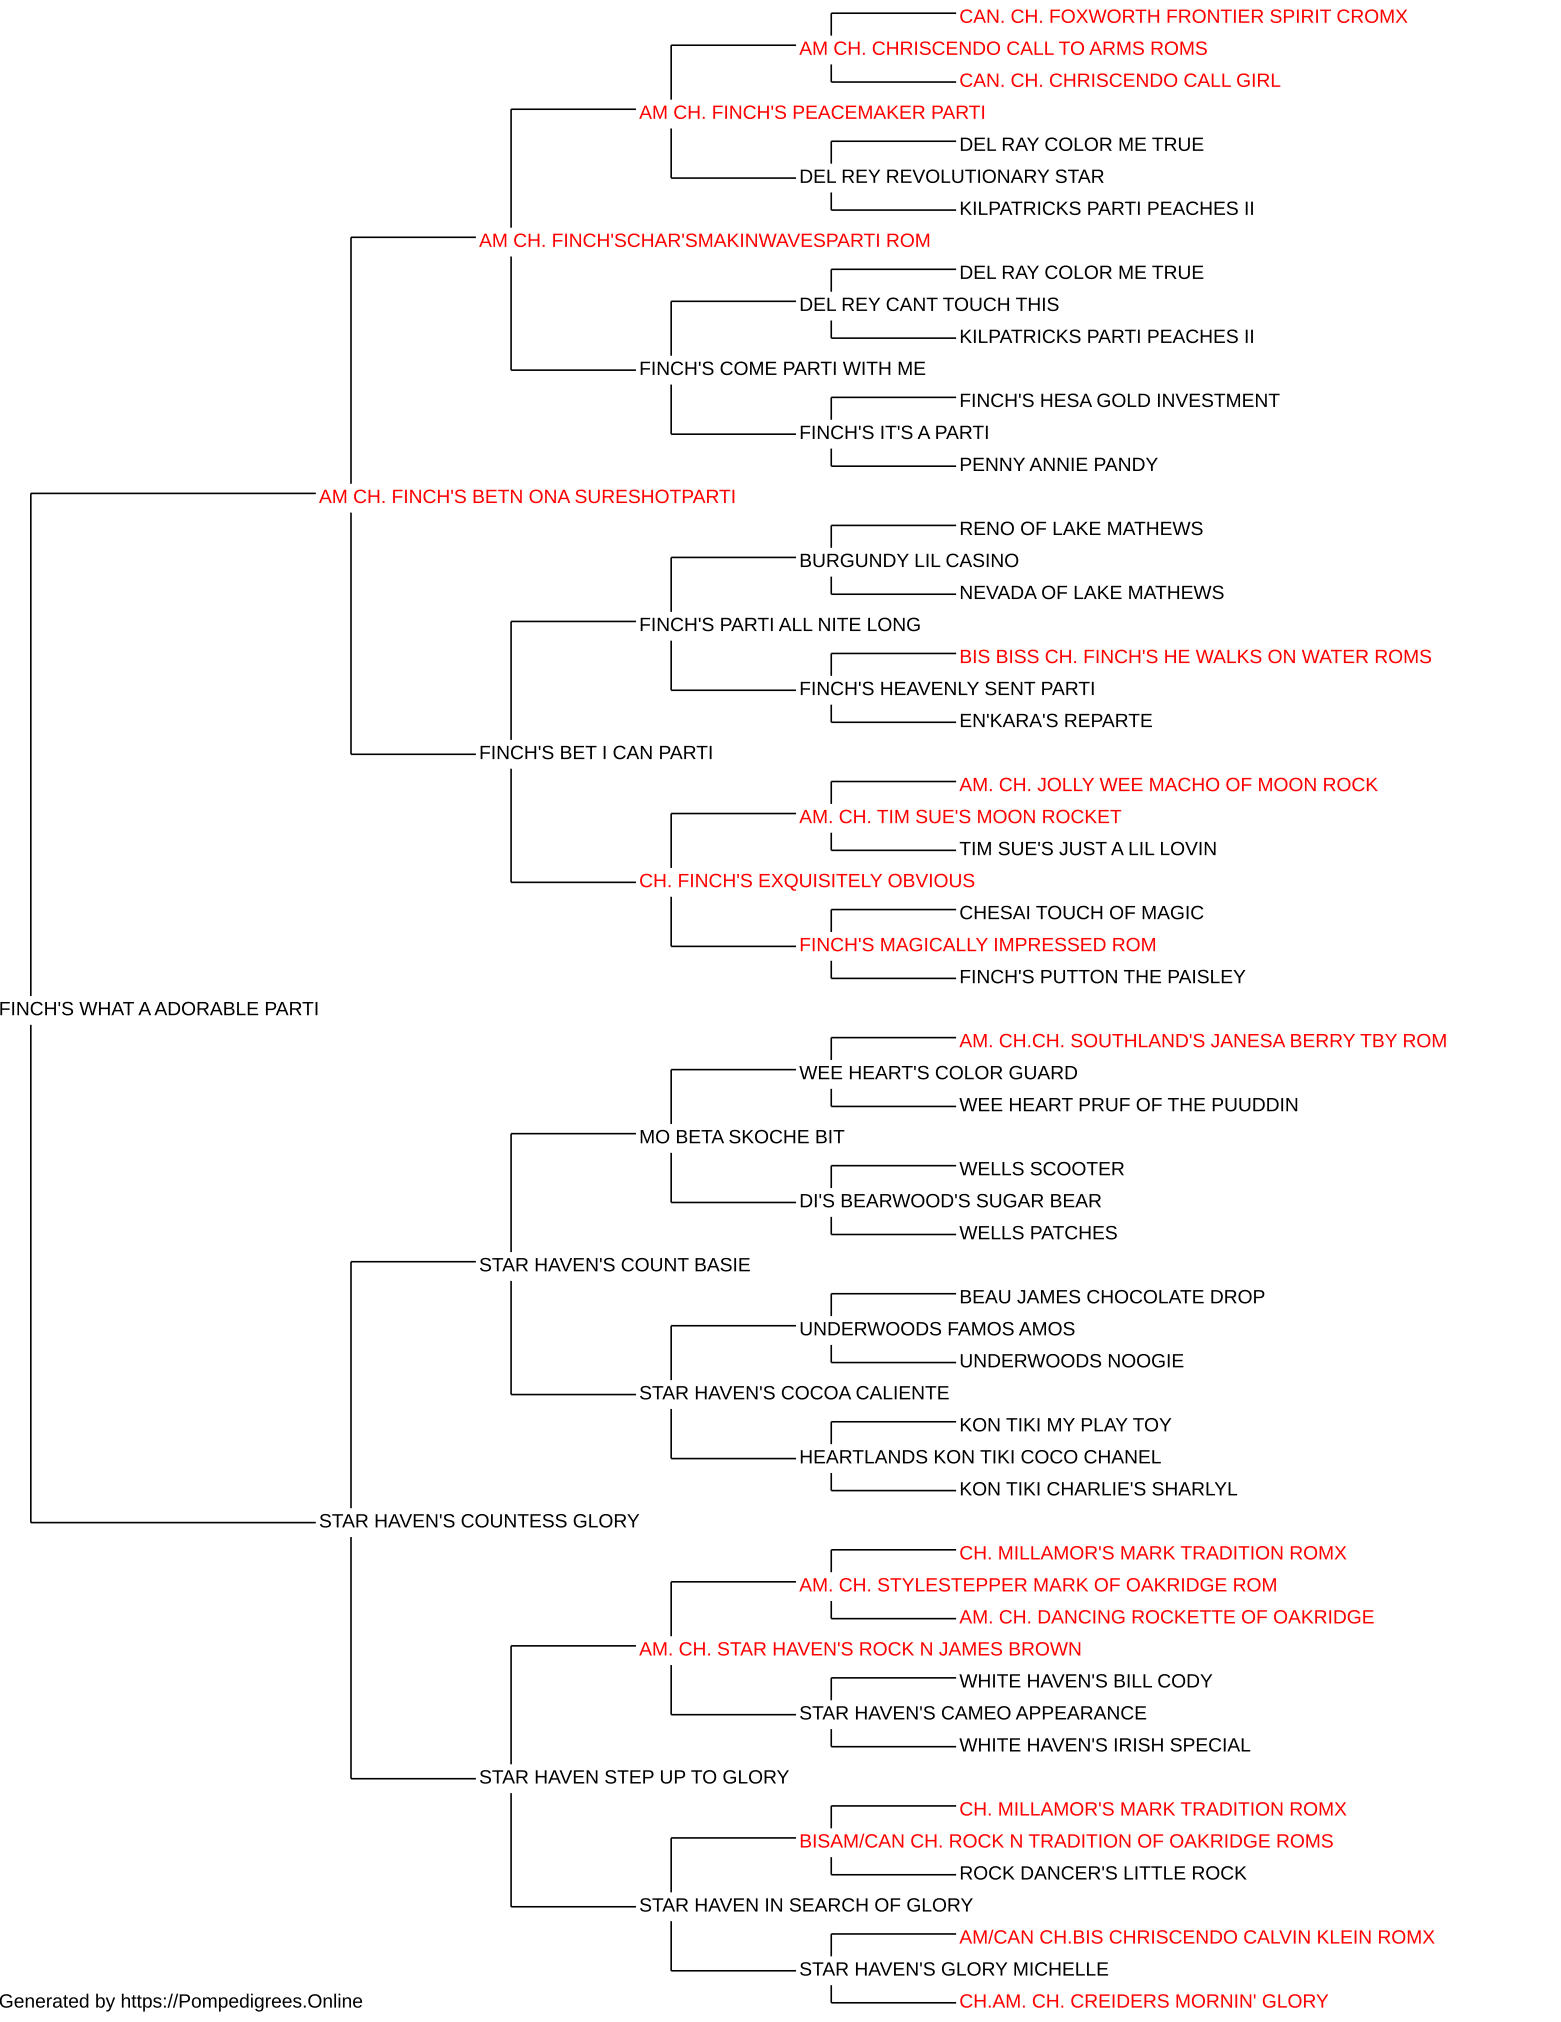 CAN. CH. FOXWORTH FRONTIER SPIRIT CROMX
AM CH. CHRISCENDO CALL TO ARMS ROMS
CAN. CH. CHRISCENDO CALL GIRL
AM CH. FINCH'S PEACEMAKER PARTI
DEL RAY COLOR ME TRUE
DEL REY REVOLUTIONARY STAR
KILPATRICKS PARTI PEACHES II
AM CH. FINCH'SCHAR'SMAKINWAVESPARTI ROM
DEL RAY COLOR ME TRUE
DEL REY CANT TOUCH THIS
KILPATRICKS PARTI PEACHES II
FINCH'S COME PARTI WITH ME
FINCH'S HESA GOLD INVESTMENT
FINCH'S IT'S A PARTI
PENNY ANNIE PANDY
AM CH. FINCH'S BETN ONA SURESHOTPARTI
RENO OF LAKE MATHEWS
BURGUNDY LIL CASINO
NEVADA OF LAKE MATHEWS
FINCH'S PARTI ALL NITE LONG
BIS BISS CH. FINCH'S HE WALKS ON WATER ROMS
FINCH'S HEAVENLY SENT PARTI
EN'KARA'S REPARTE
FINCH'S BET I CAN PARTI
AM. CH. JOLLY WEE MACHO OF MOON ROCK
AM. CH. TIM SUE'S MOON ROCKET
TIM SUE'S JUST A LIL LOVIN
CH. FINCH'S EXQUISITELY OBVIOUS
CHESAI TOUCH OF MAGIC
FINCH'S MAGICALLY IMPRESSED ROM
FINCH'S PUTTON THE PAISLEY
FINCH'S WHAT A ADORABLE PARTI
AM. CH.CH. SOUTHLAND'S JANESA BERRY TBY ROM
WEE HEART'S COLOR GUARD
WEE HEART PRUF OF THE PUUDDIN
MO BETA SKOCHE BIT
WELLS SCOOTER
DI'S BEARWOOD'S SUGAR BEAR
WELLS PATCHES
STAR HAVEN'S COUNT BASIE
BEAU JAMES CHOCOLATE DROP
UNDERWOODS FAMOS AMOS
UNDERWOODS NOOGIE
STAR HAVEN'S COCOA CALIENTE
KON TIKI MY PLAY TOY
HEARTLANDS KON TIKI COCO CHANEL
KON TIKI CHARLIE'S SHARLYL
STAR HAVEN'S COUNTESS GLORY
CH. MILLAMOR'S MARK TRADITION ROMX
AM. CH. STYLESTEPPER MARK OF OAKRIDGE ROM
AM. CH. DANCING ROCKETTE OF OAKRIDGE
AM. CH. STAR HAVEN'S ROCK N JAMES BROWN
WHITE HAVEN'S BILL CODY
STAR HAVEN'S CAMEO APPEARANCE
WHITE HAVEN'S IRISH SPECIAL
STAR HAVEN STEP UP TO GLORY
CH. MILLAMOR'S MARK TRADITION ROMX
BISAM/CAN CH. ROCK N TRADITION OF OAKRIDGE ROMS
ROCK DANCER'S LITTLE ROCK
STAR HAVEN IN SEARCH OF GLORY
AM/CAN CH.BIS CHRISCENDO CALVIN KLEIN ROMX
STAR HAVEN'S GLORY MICHELLE
CH.AM. CH. CREIDERS MORNIN' GLORY
Generated by https://Pompedigrees.Online